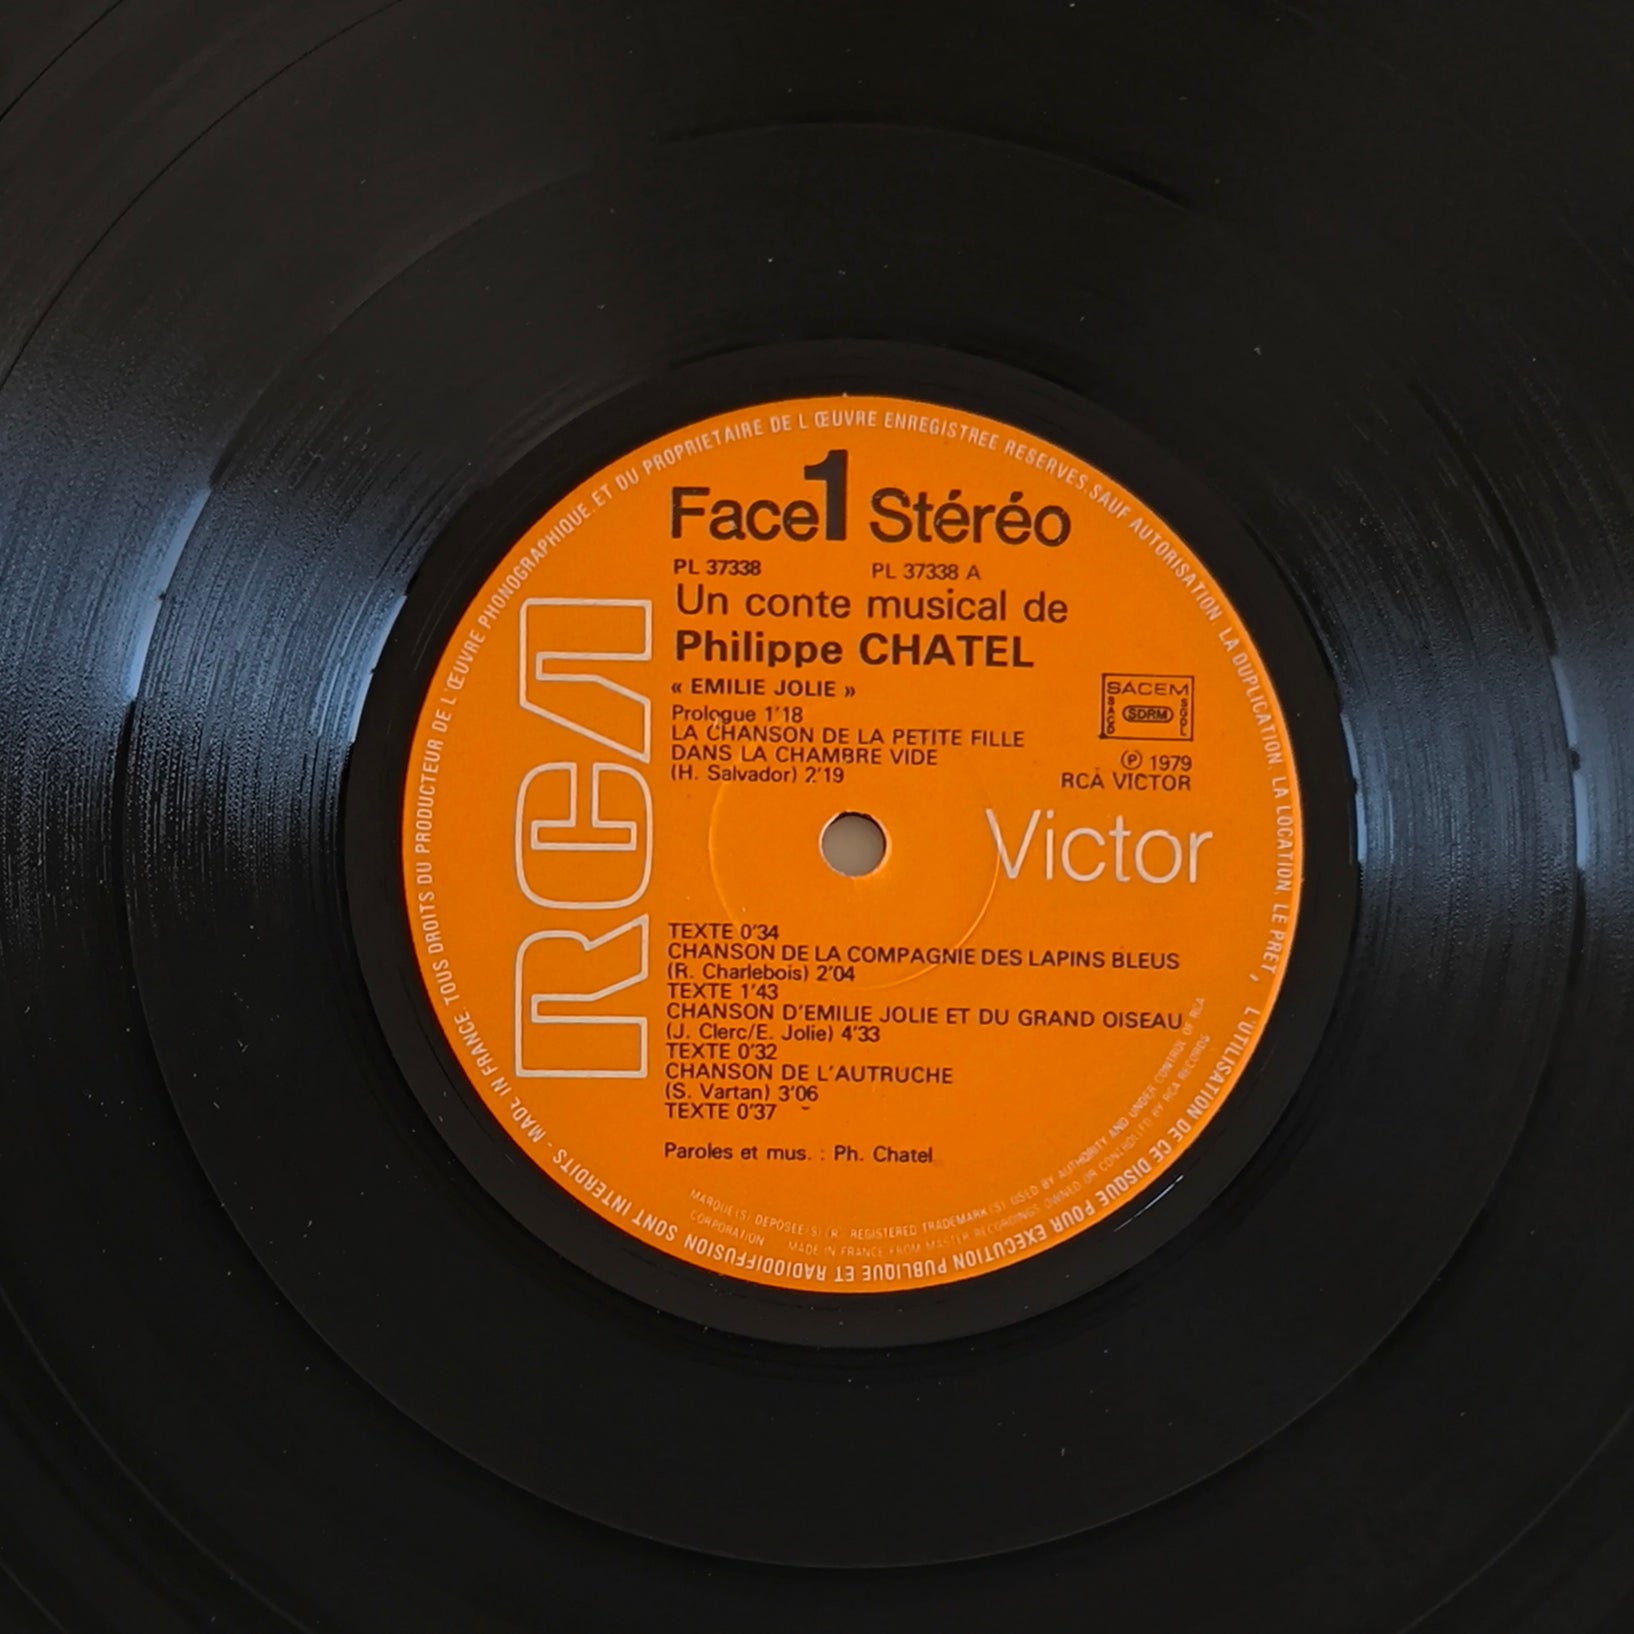 TOUS DROITS DU PRODUCTEUR DE L'ŒUVRE PHONOGRAPHIQUE ET DU PROPRIETAIRE DE L ŒUVRE ENREGISTREE RESERVES. SAUF AUTORISATION, LA DUPLICATION, LA LOCATION, LE PRET, L'UTILISATION DE CE DISQUE POUR EXECUTION PUBLIQUE ET RADIODIFFUSION SONT INTERDITS - MADE IN FRANCE.
Face 1 Stéréo
PL 37338 PL 37338 A
Un conte musical de
Philippe CHATEL
« EMILIE JOLIE »
Prologue 1'18
LA CHANSON DE LA PETITE FILLE
DANS LA CHAMBRE VIDE
(H. Salvador) 2'19
SACEM
SACD SDRM SGDL
℗ 1979
RCA VICTOR
RCA
Victor
TEXTE 0'34
CHANSON DE LA COMPAGNIE DES LAPINS BLEUS
(R. Charlebois) 2'04
TEXTE 1'43
CHANSON D'EMILIE JOLIE ET DU GRAND OISEAU
(J. Clerc/E. Jolie) 4'33
TEXTE 0'32
CHANSON DE L'AUTRUCHE
(S. Vartan) 3'06
TEXTE 0'37
Paroles et mus. : Ph. Chatel
MARQUE(S) DEPOSEE(S) (R) REGISTERED TRADEMARK(S) USED BY AUTHORITY AND UNDER CONTROL OF RCA
CORPORATION MADE IN FRANCE FROM MASTER RECORDINGS OWNED OR CONTROLLED BY RCA RECORDS